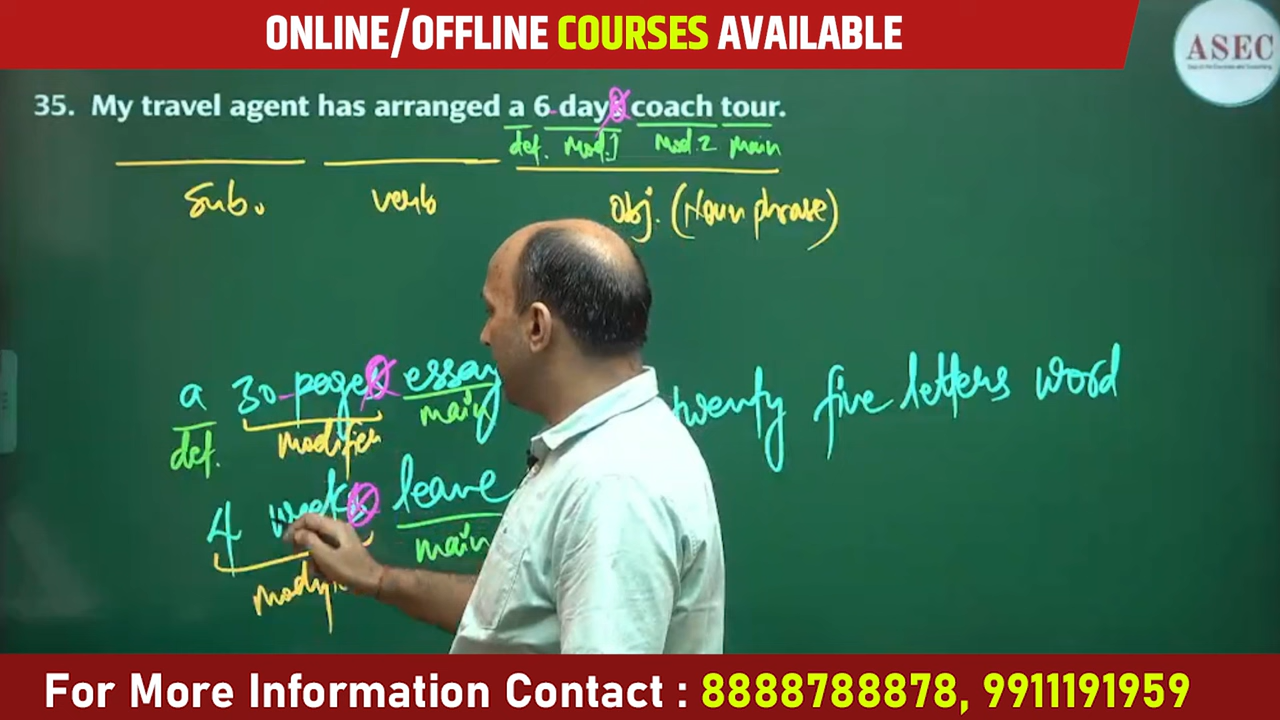 ONLINE/OFFLINE COURSES AVAILABLE
ASEC
35. My travel agent has arranged a 6-days coach tour.
def. mod.1 mod.2 main
Sub. verb obj. (Noun phrase)
a 30-pages essay
def. modifier main
twenty five letters word
4 weeks leave
main
For More Information Contact : 8888788878, 9911191959